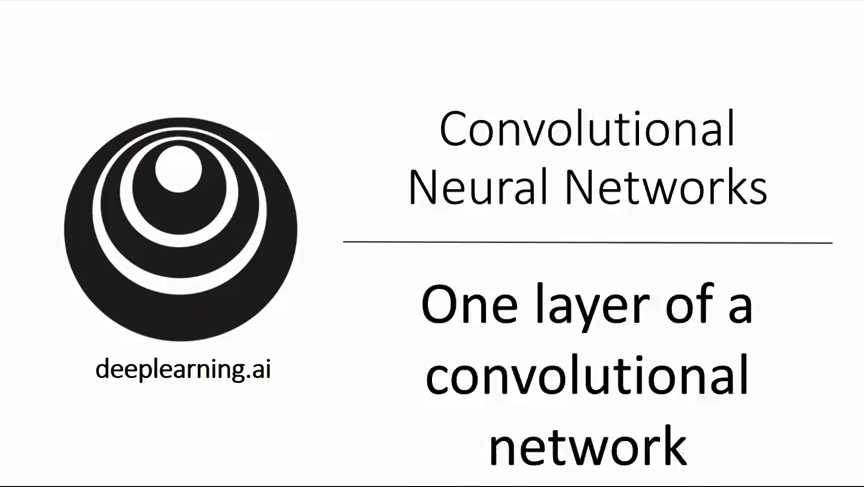 Convolutional
Neural Networks
One layer of a
convolutional
network
deeplearning.ai